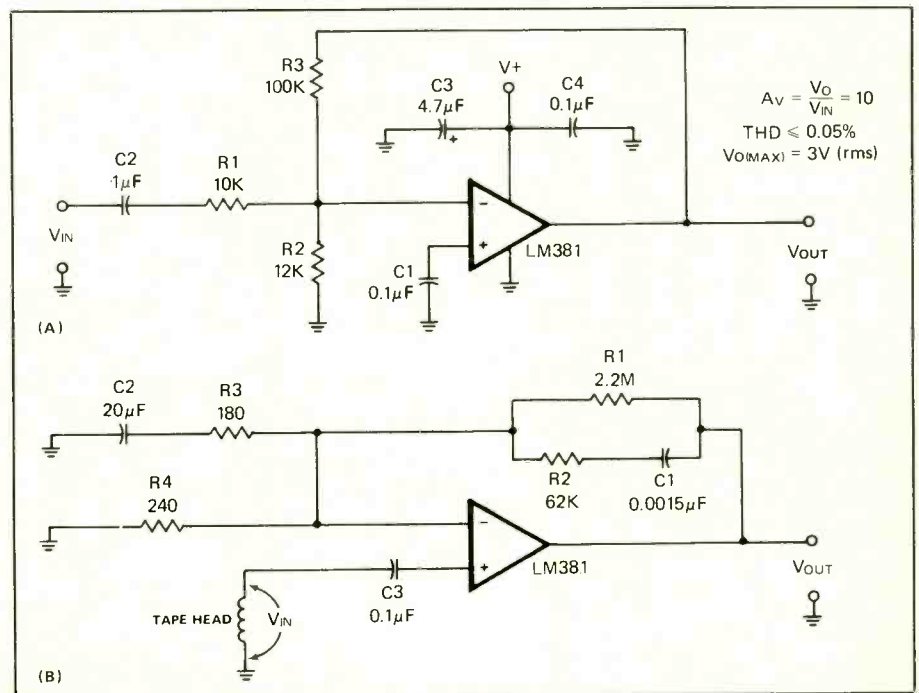 R3
100K
C3
4.7µF
+
V+
C4
0.1µF
Av = Vo/VIN = 10
THD ≤ 0.05%
Vo(MAX) = 3V (rms)
C2
1µF
R1
10K
VIN
R2
12K
−
+
LM381
C1
0.1µF
VOUT
(A)
C2
20µF
R3
180
R4
240
R1
2.2M
R2
62K
C1
0.0015µF
−
+
LM381
C3
0.1µF
TAPE HEAD
VIN
VOUT
(B)